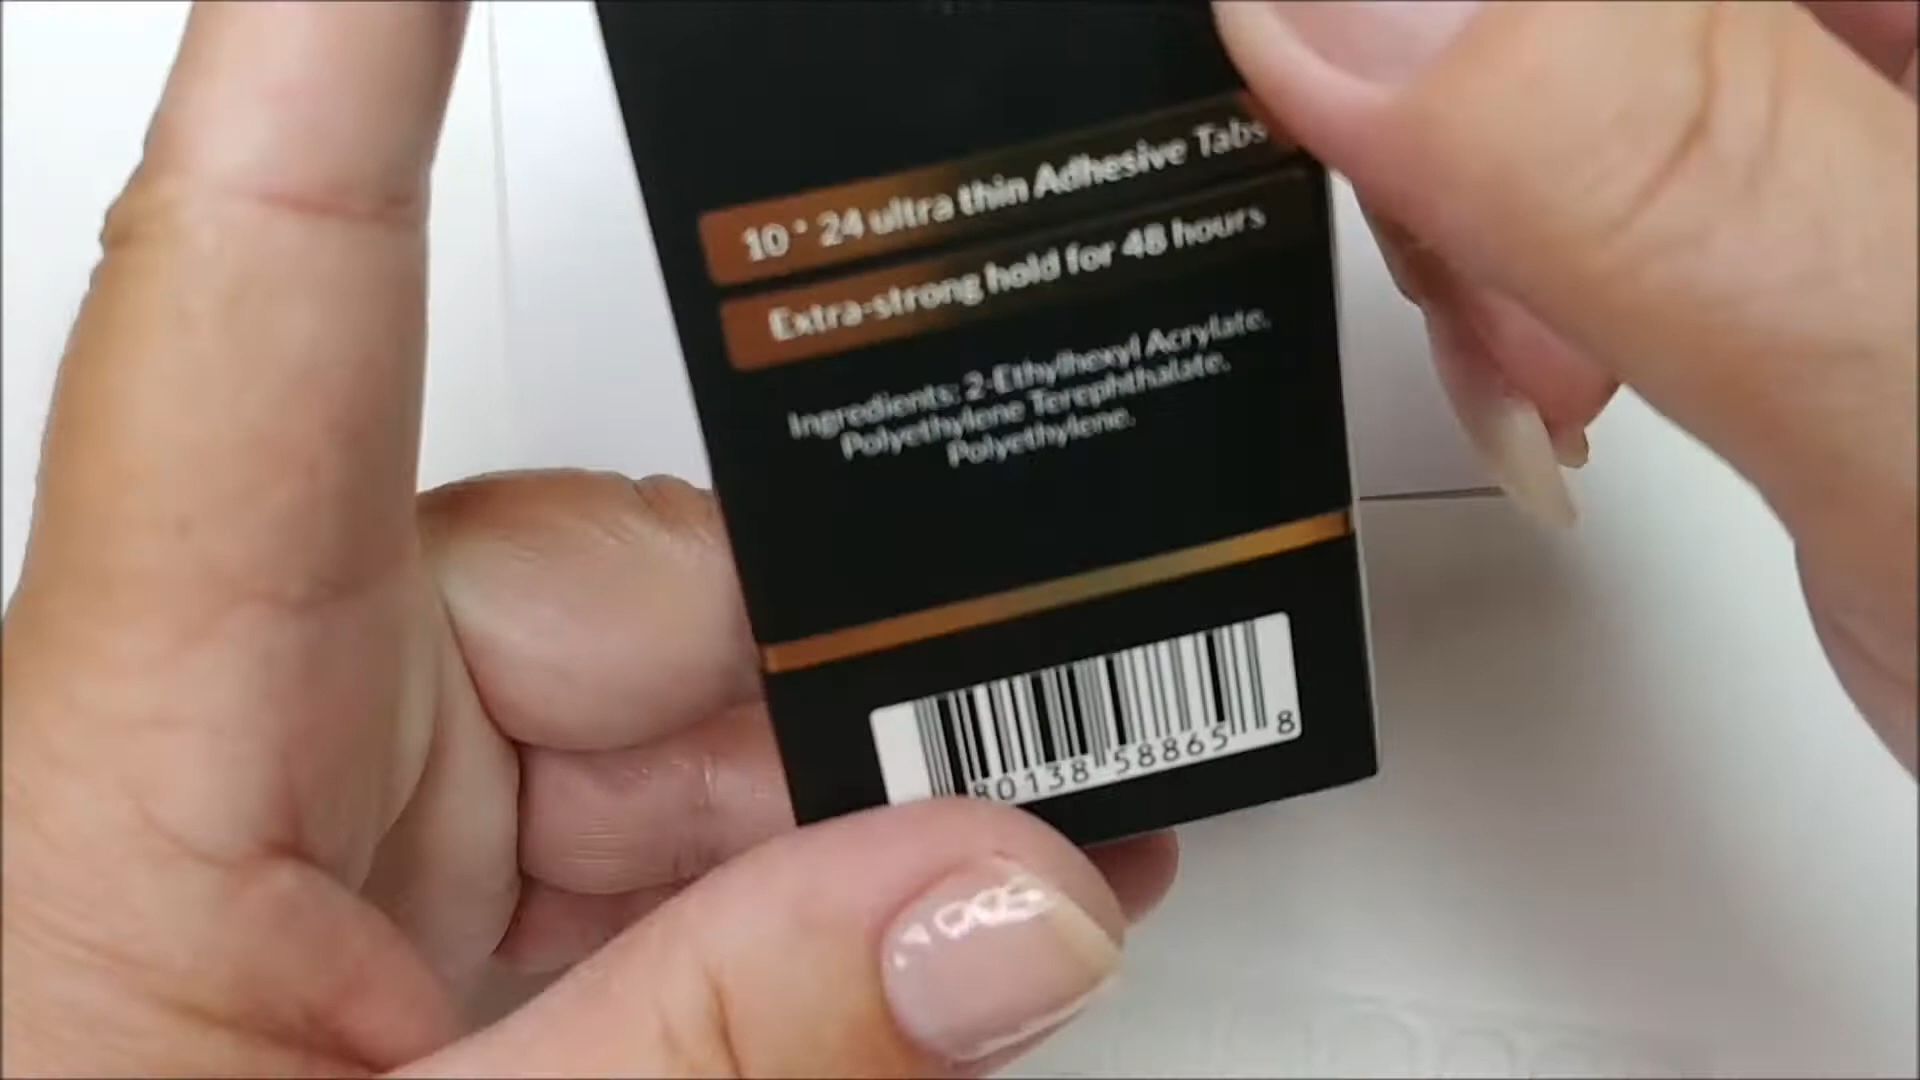 10 * 24 ultra thin Adhesive Tabs
Extra-strong hold for 48 hours
Ingredients: 2-Ethylhexyl Acrylate.
Polyethylene Terephthalate.
Polyethylene.
80138 58865 8